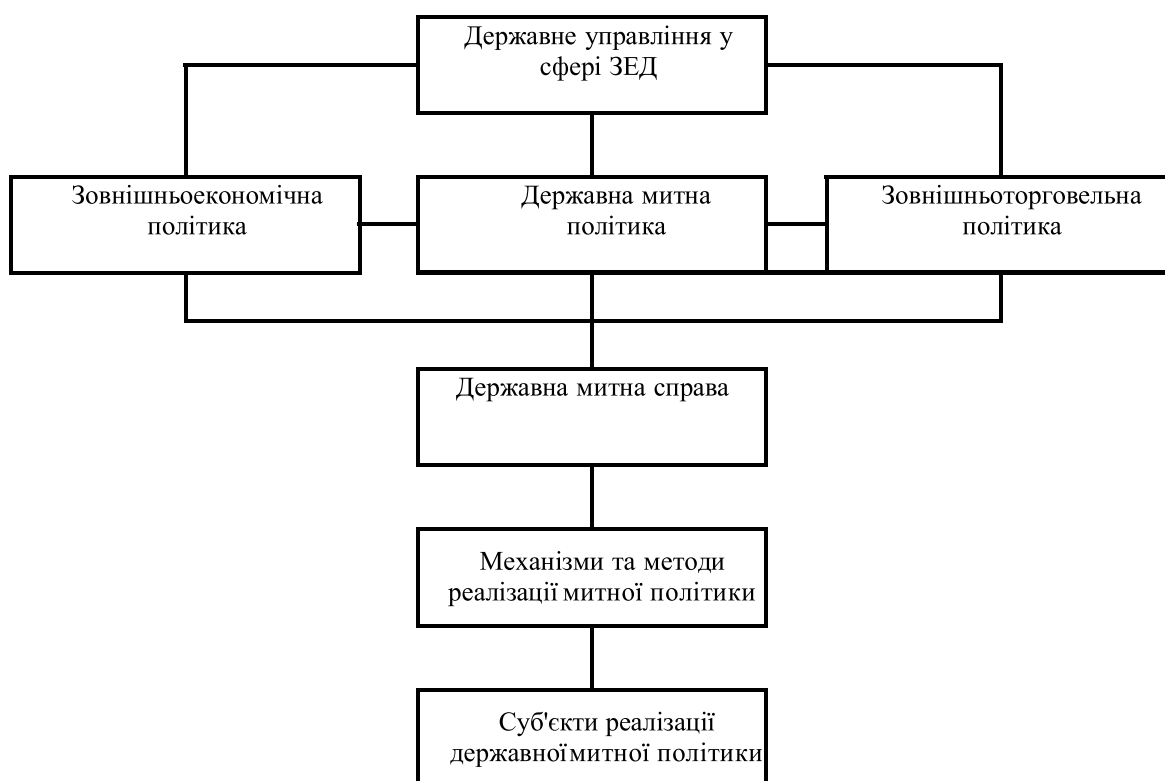 Державне управління у
сфері ЗЕД
Зовнішньоекономічна
політика
Державна митна
політика
Зовнішньоторговельна
політика
Державна митна справа
Механізми та методи
реалізації митної політики
Суб'єкти реалізації
державної митної політики